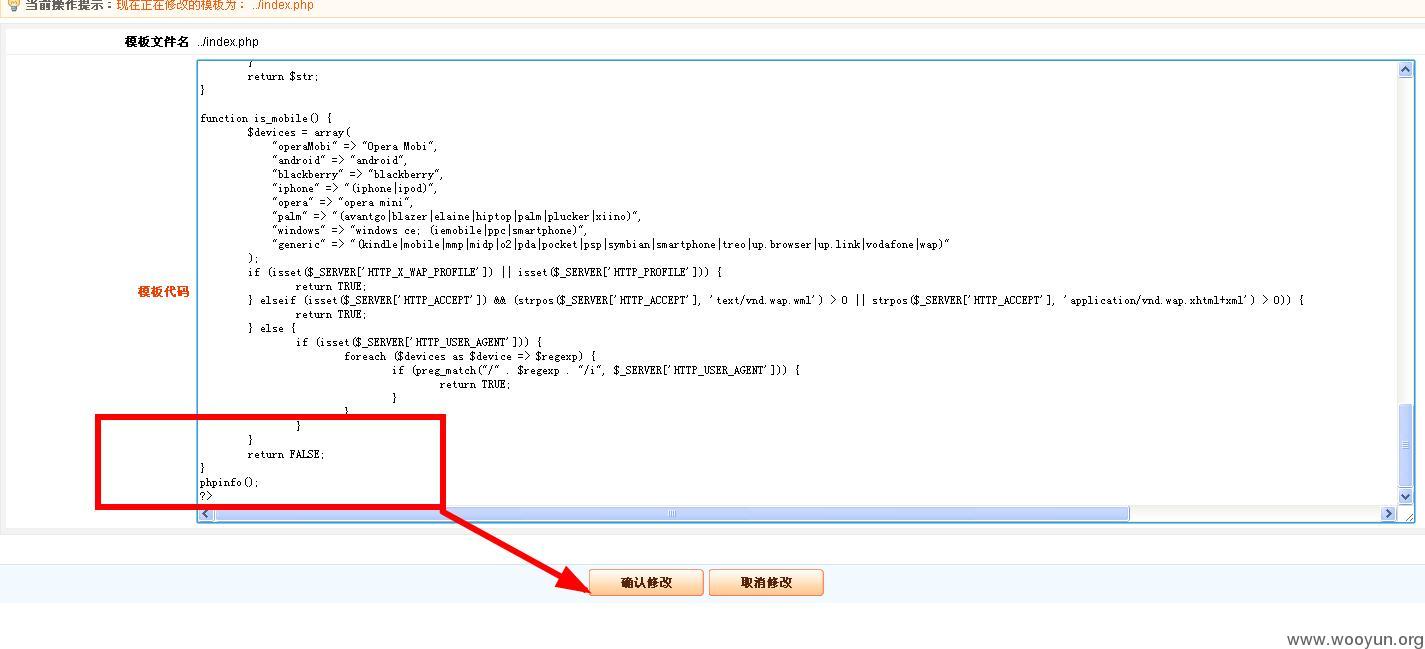 当前操作提示：现在正在修改的模板为： ../index.php
模板文件名 ../index.php
模板代码
}
return $str;
}
function is_mobile() {
$devices = array(
"operaMobi" => "Opera Mobi",
"android" => "android",
"blackberry" => "blackberry",
"iphone" => "(iphone|ipod)",
"opera" => "opera mini",
"palm" => "(avantgo|blazer|elaine|hiptop|palm|plucker|xiino)",
"windows" => "windows ce; (iemobile|ppc|smartphone)",
"generic" => "(kindle|mobile|mmp|midp|o2|pda|pocket|psp|symbian|smartphone|treo|up.browser|up.link|vodafone|wap)"
);
if (isset($_SERVER['HTTP_X_WAP_PROFILE']) || isset($_SERVER['HTTP_PROFILE'])) {
return TRUE;
} elseif (isset($_SERVER['HTTP_ACCEPT']) && (strpos($_SERVER['HTTP_ACCEPT'], 'text/vnd.wap.wml') > 0 || strpos($_SERVER['HTTP_ACCEPT'], 'application/vnd.wap.xhtml+xml') > 0)) {
return TRUE;
} else {
if (isset($_SERVER['HTTP_USER_AGENT'])) {
foreach ($devices as $device => $regexp) {
if (preg_match("/" . $regexp . "/i", $_SERVER['HTTP_USER_AGENT'])) {
return TRUE;
}
}
}
}
return FALSE;
}
phpinfo();
?>
确认修改 取消修改
www.wooyun.org